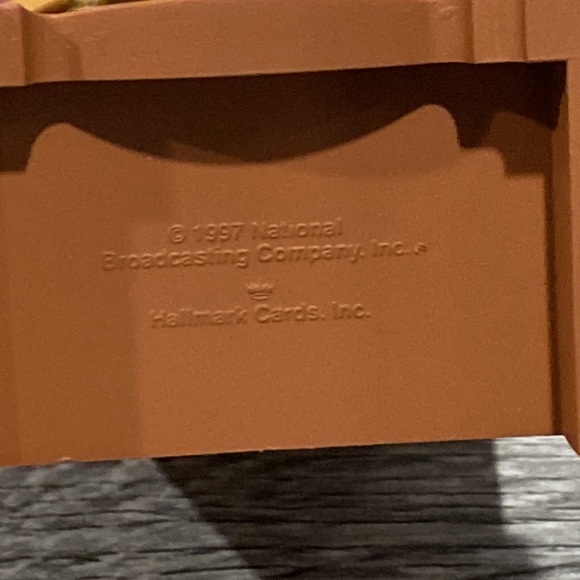 © 1997 National
Broadcasting Company, Inc.
Hallmark Cards, Inc.